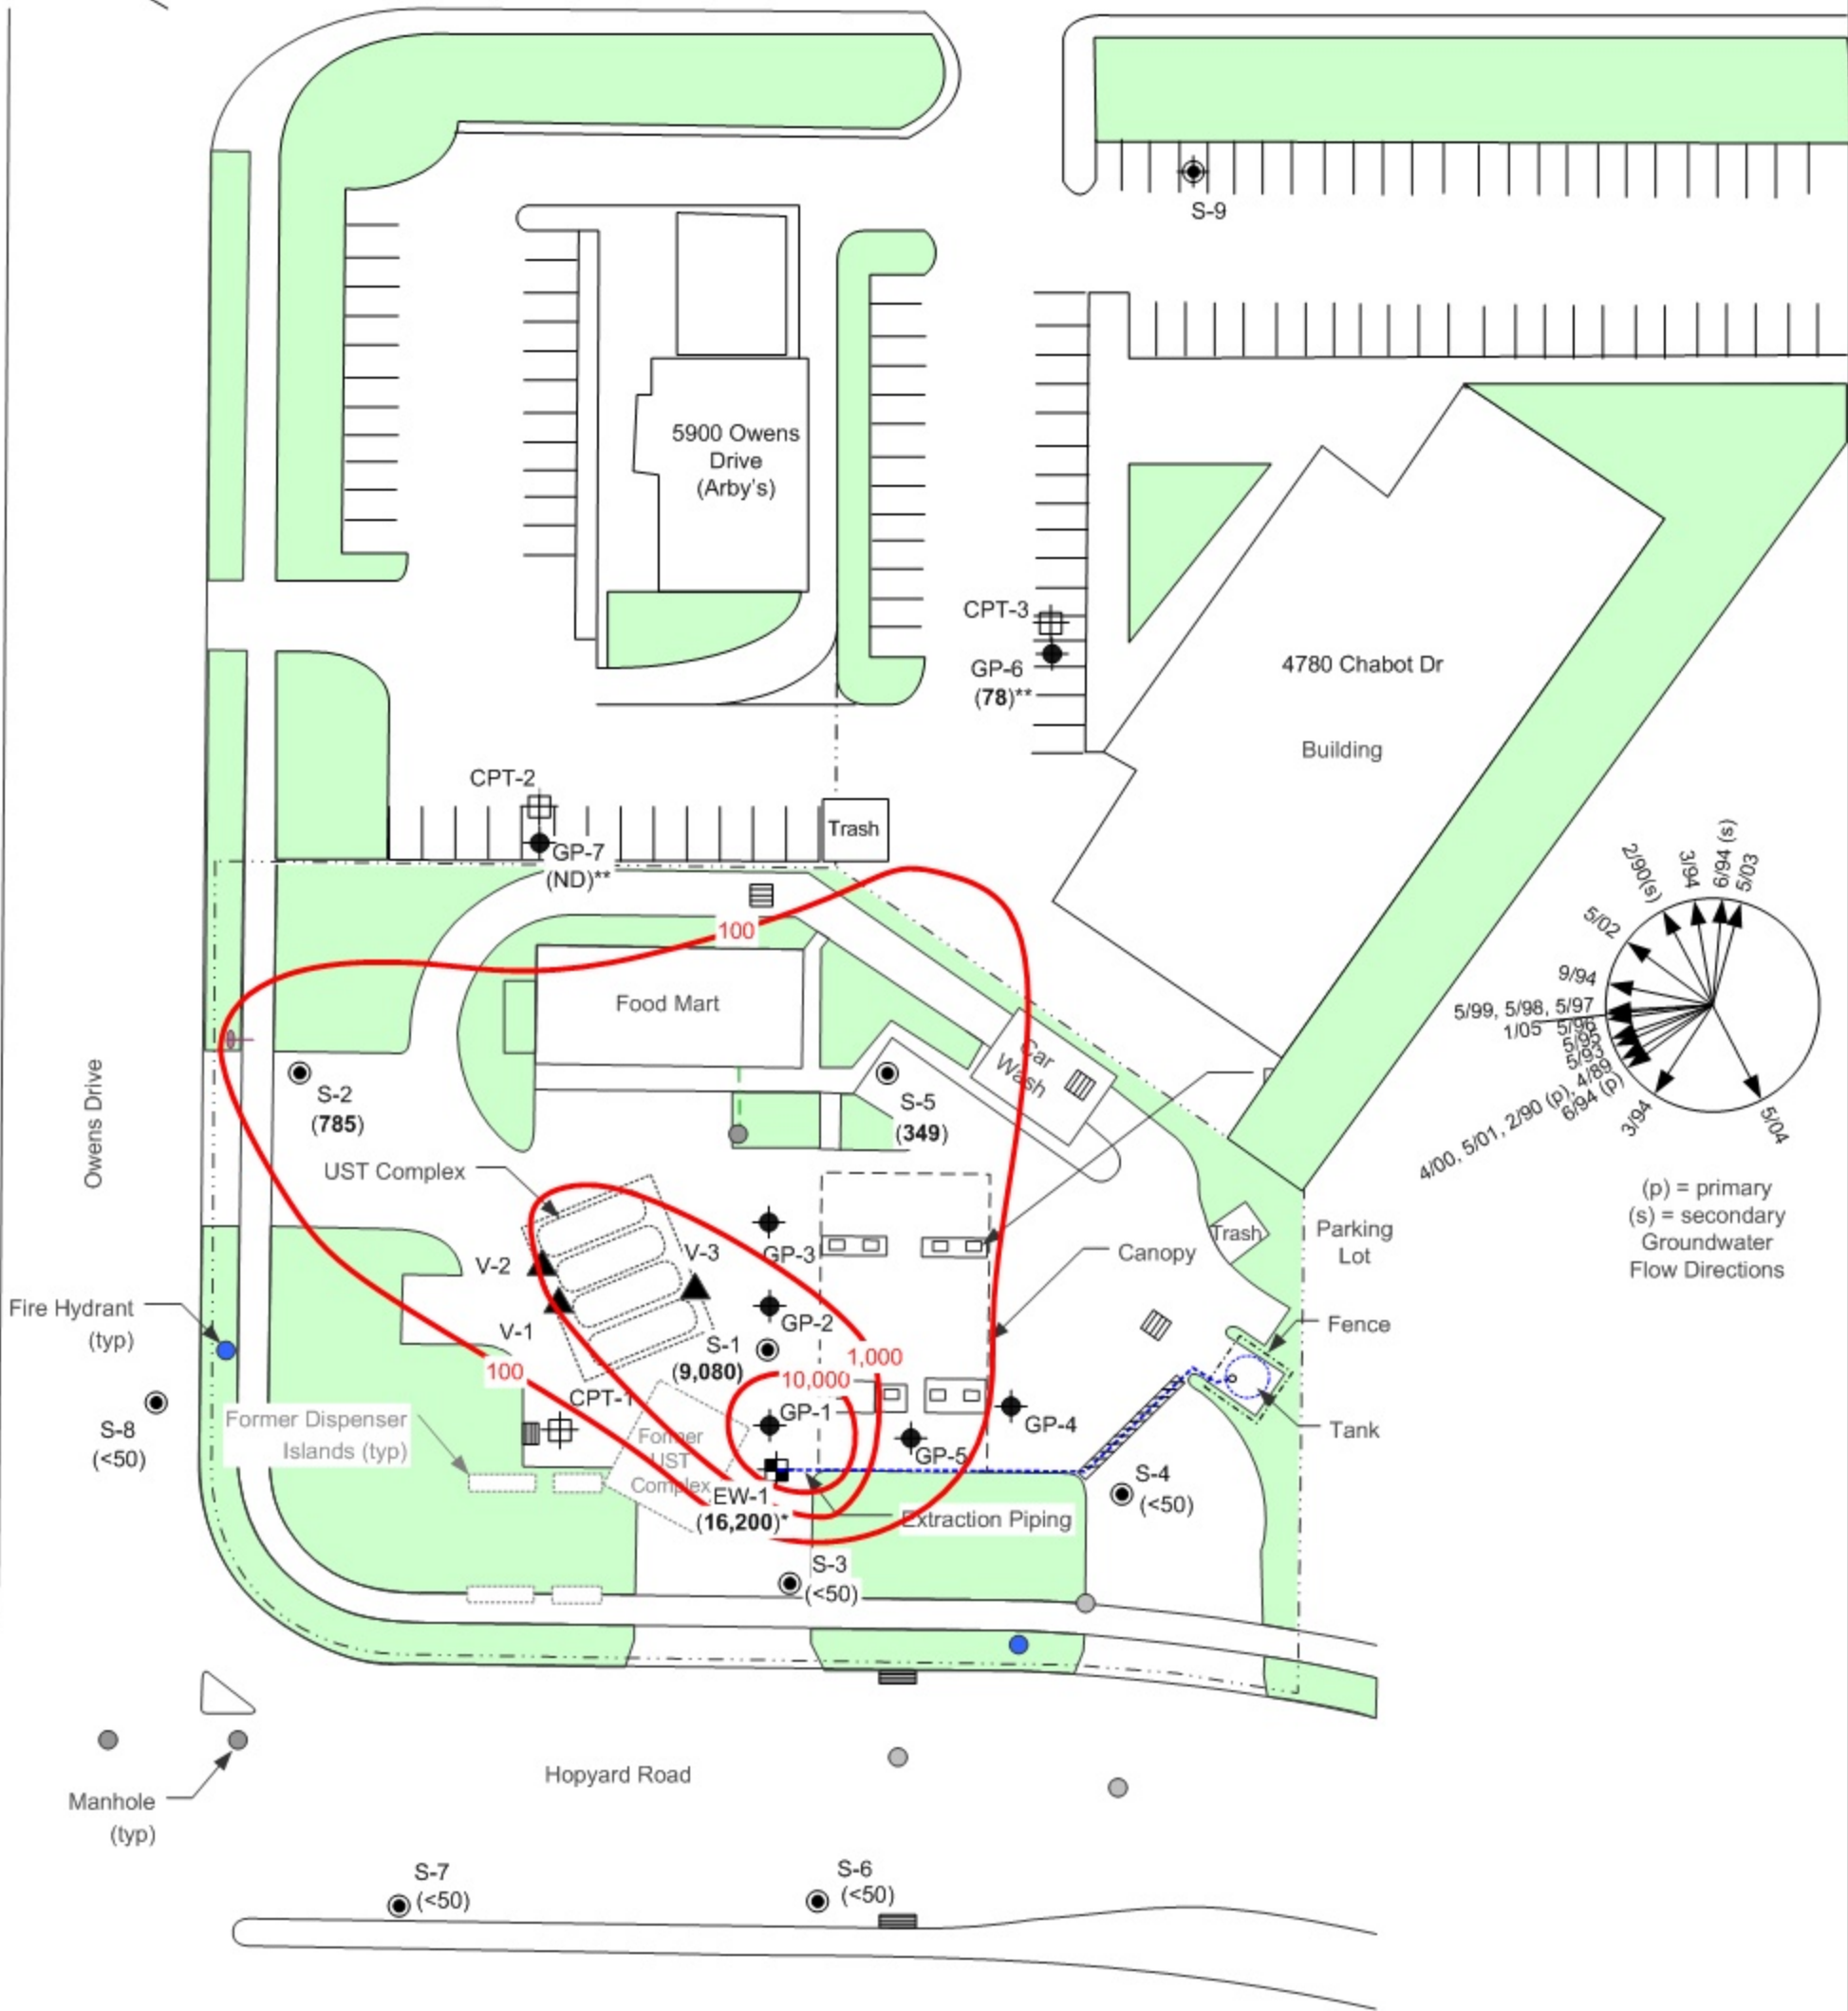 S-9
5900 Owens
Drive
(Arby's)
CPT-3
GP-6
(78)**
4780 Chabot Dr
Building
CPT-2
Trash
GP-7
(ND)**
100
Food Mart
Car
Wash
Owens Drive
S-2
(785)
S-5
(349)
UST Complex
2/90(s)
3/94
6/94 (s)
5/03
5/02
9/94
5/99, 5/98, 5/97
1/05
5/96
5/95
5/93
4/00, 5/01, 2/90 (p), 4/89
6/94 (p)
3/94
5/04
(p) = primary
(s) = secondary
Groundwater
Flow Directions
Trash
Parking
Lot
V-2
V-3
GP-3
Canopy
Fire Hydrant
(typ)
V-1
GP-2
S-1
(9,080)
1,000
Fence
100
10,000
CPT-1
GP-1
GP-4
Tank
S-8
(<50)
Former Dispenser
Islands (typ)
Former
UST
Complex
GP-5
S-4
(<50)
EW-1
(16,200)*
Extraction Piping
S-3
(<50)
Hopyard Road
Manhole
(typ)
S-7
(<50)
S-6
(<50)